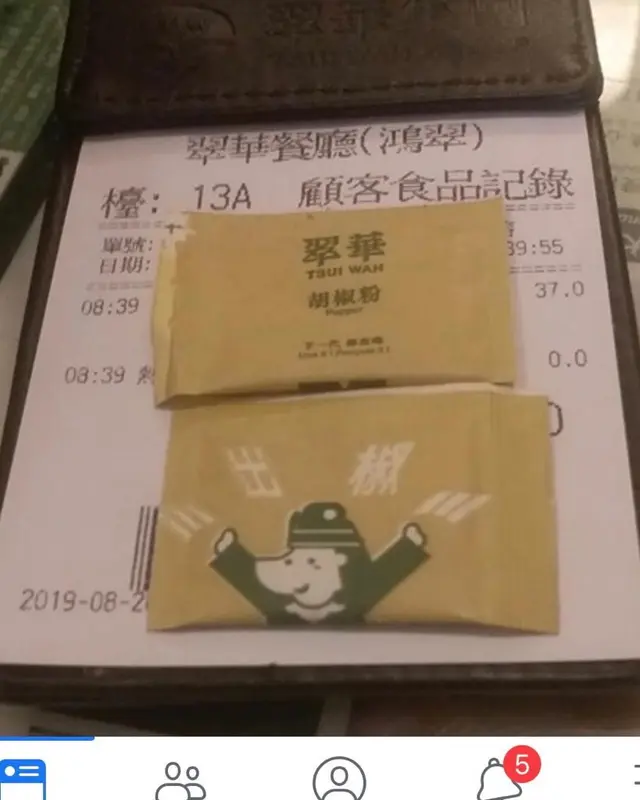 翠華餐廳(鴻翠)
檯: 13A 顧客食品記錄
單號:
39:55
日期:
08:39
37.0
08:39 熱
0.0
翠華
TSUI WAH
胡椒粉
Pepper
出 椒
2019-08-2
5